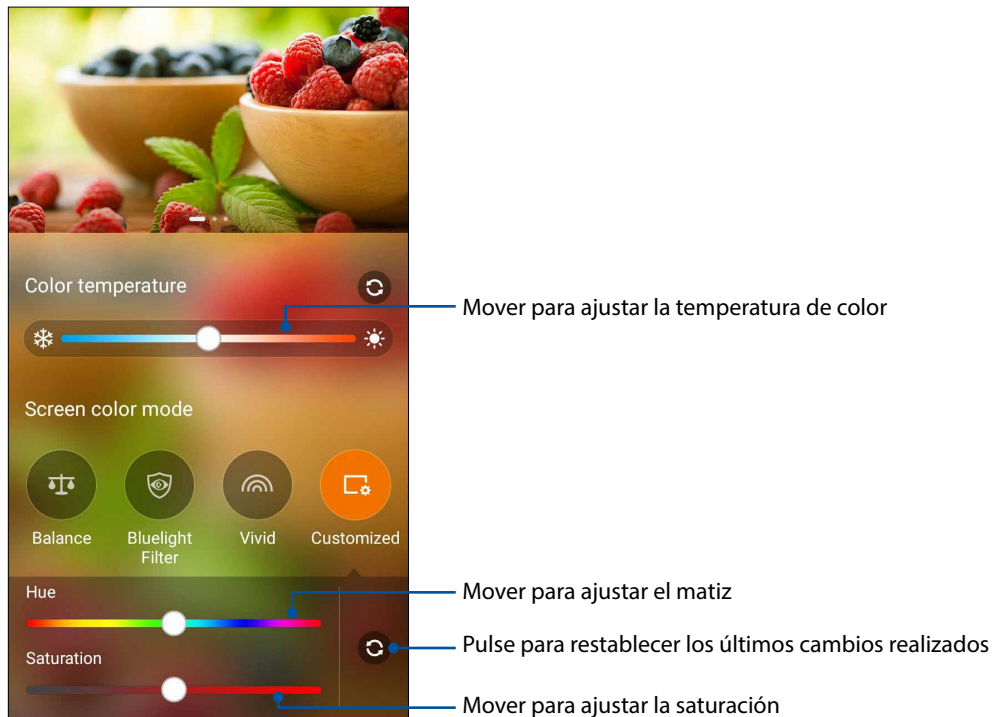 Color temperature
Mover para ajustar la temperatura de color
Screen color mode
Balance
Bluelight
Filter
Vivid
Customized
Hue
Mover para ajustar el matiz
Pulse para restablecer los últimos cambios realizados
Saturation
Mover para ajustar la saturación